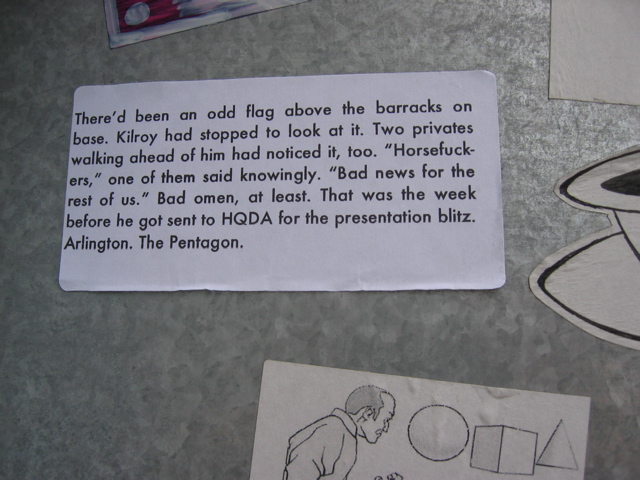 There'd been an odd flag above the barracks on
base. Kilroy had stopped to look at it. Two privates
walking ahead of him had noticed it, too. "Horsefuck-
ers," one of them said knowingly. "Bad news for the
rest of us." Bad omen, at least. That was the week
before he got sent to HQDA for the presentation blitz.
Arlington. The Pentagon.